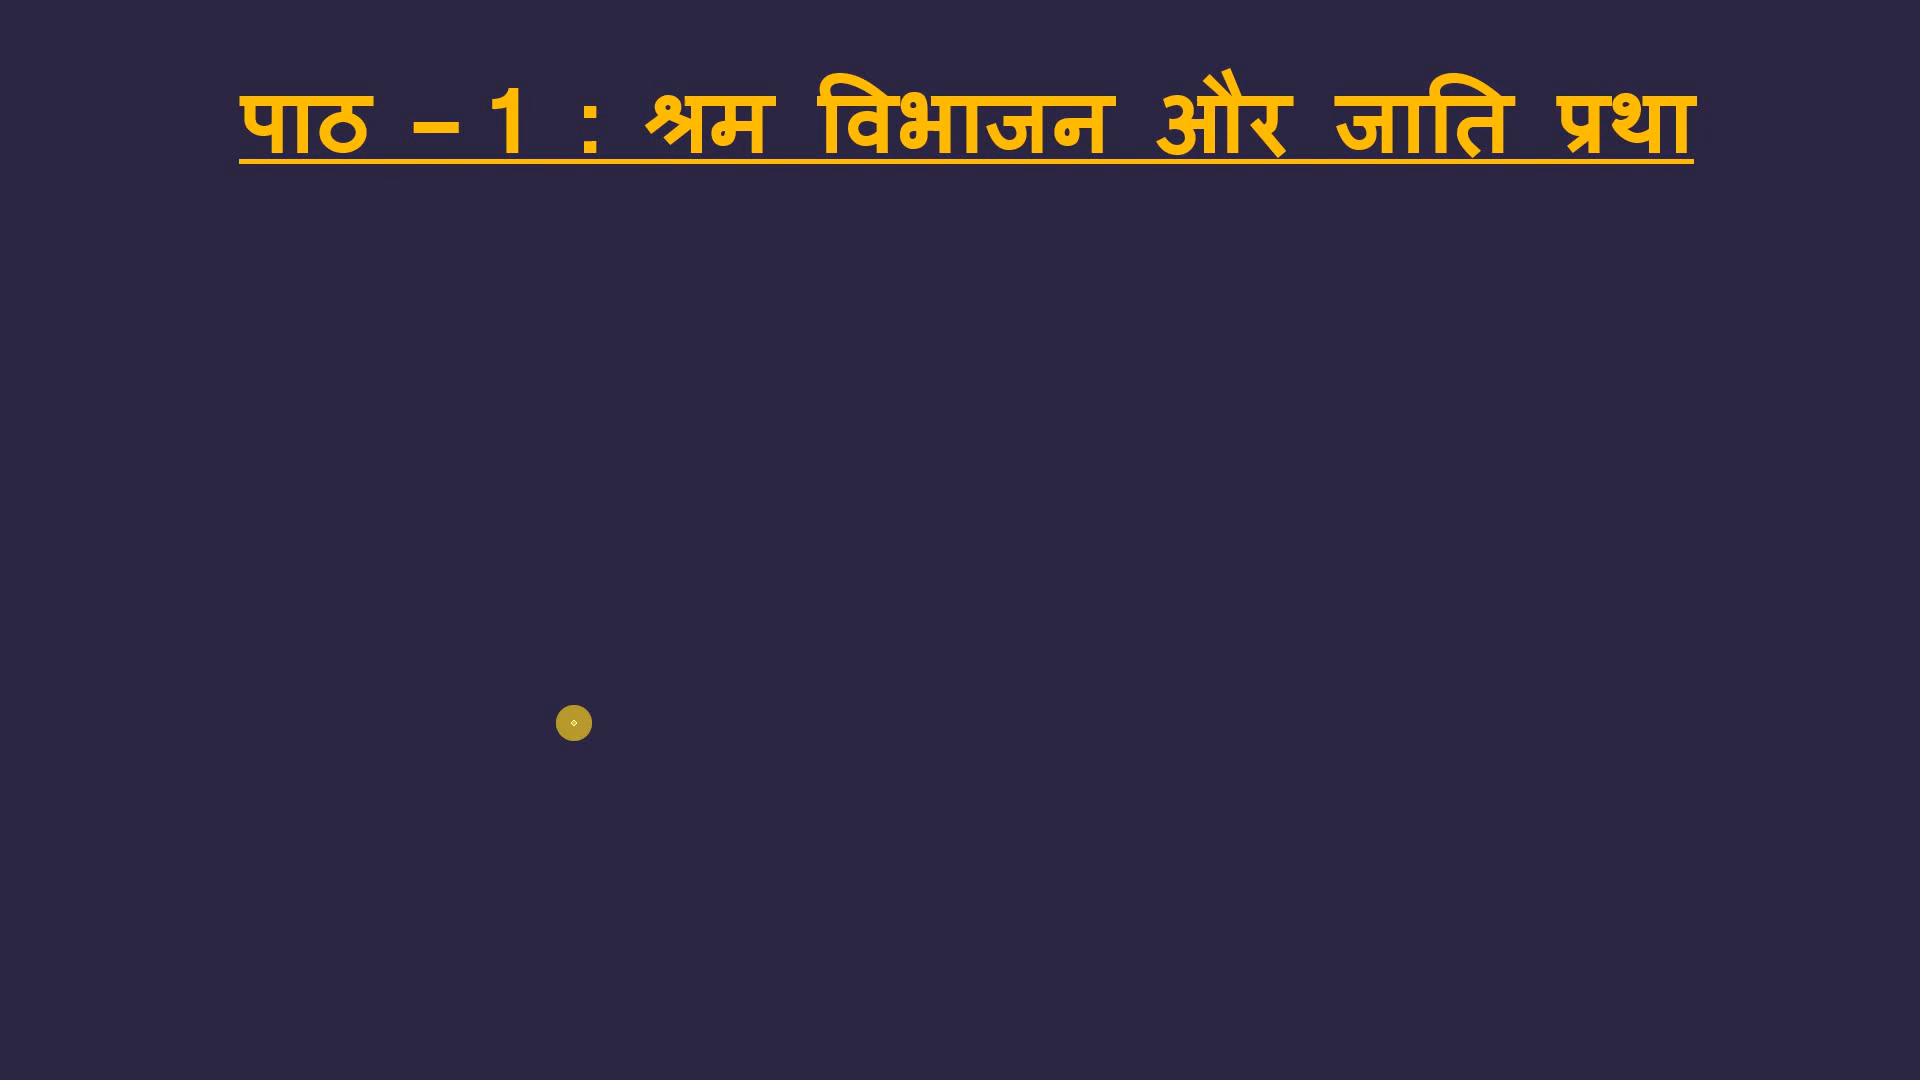 पाठ – 1 : श्रम विभाजन और जाति प्रथा